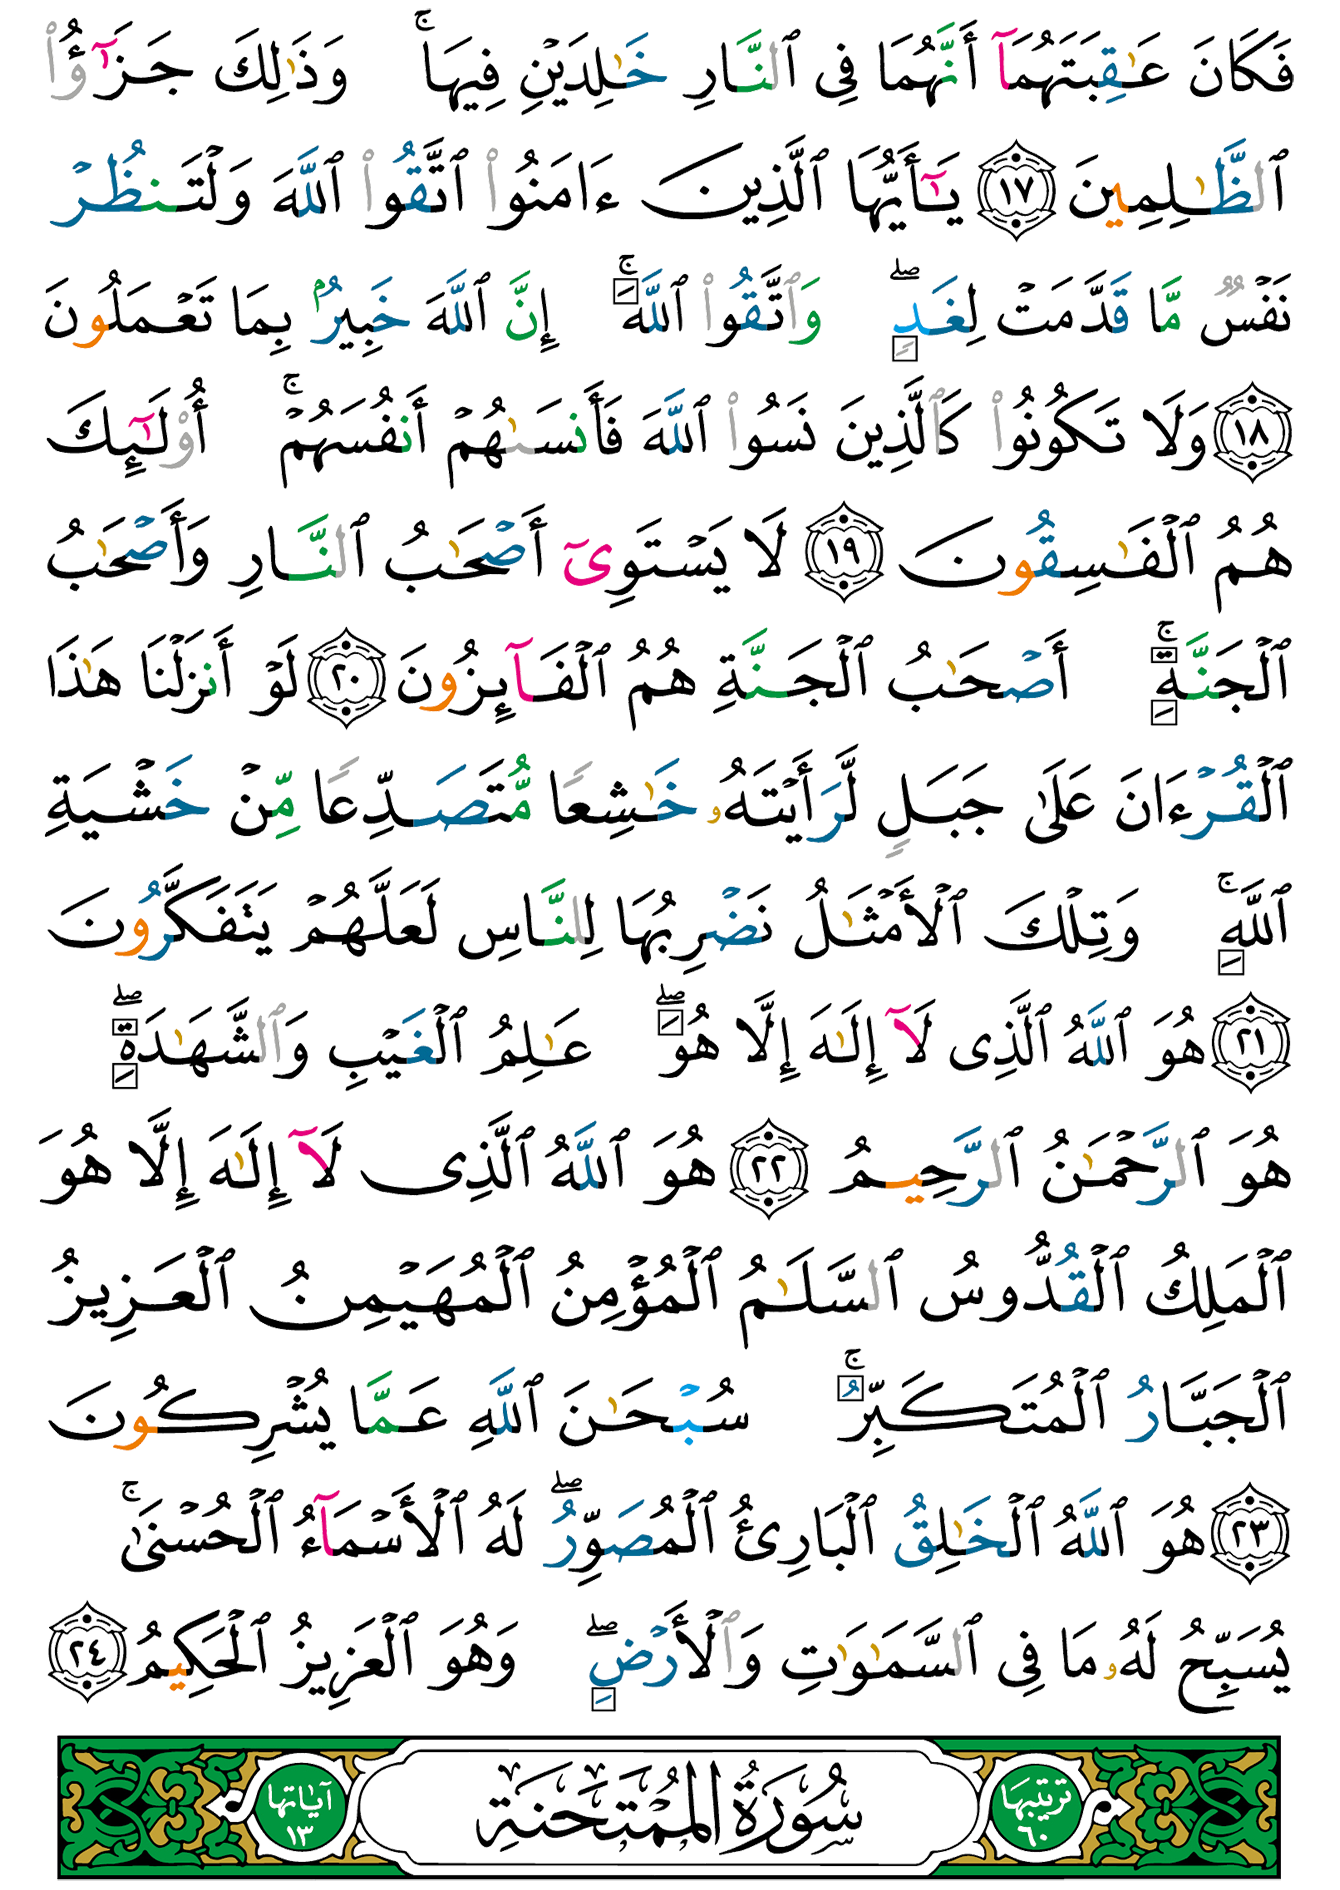 فَكَانَ عَٰقِبَتَهُمَآ أَنَّهُمَا فِى ٱلنَّارِ خَٰلِدَيْنِ فِيهَا ۚ وَذَٰلِكَ جَزَٰٓؤُا۟
ٱلظَّٰلِمِينَ ١٧ يَٰٓأَيُّهَا ٱلَّذِينَ ءَامَنُوا۟ ٱتَّقُوا۟ ٱللَّهَ وَلْتَنظُرْ
نَفْسٌ مَّا قَدَّمَتْ لِغَدٍ ۖ وَٱتَّقُوا۟ ٱللَّهَ ۚ إِنَّ ٱللَّهَ خَبِيرٌۢ بِمَا تَعْمَلُونَ
١٨ وَلَا تَكُونُوا۟ كَٱلَّذِينَ نَسُوا۟ ٱللَّهَ فَأَنسَىٰهُمْ أَنفُسَهُمْ ۚ أُو۟لَٰٓئِكَ
هُمُ ٱلْفَٰسِقُونَ ١٩ لَا يَسْتَوِىٓ أَصْحَٰبُ ٱلنَّارِ وَأَصْحَٰبُ
ٱلْجَنَّةِ ۚ أَصْحَٰبُ ٱلْجَنَّةِ هُمُ ٱلْفَآئِزُونَ ٢٠ لَوْ أَنزَلْنَا هَٰذَا
ٱلْقُرْءَانَ عَلَىٰ جَبَلٍ لَّرَأَيْتَهُۥ خَٰشِعًا مُّتَصَدِّعًا مِّنْ خَشْيَةِ
ٱللَّهِ ۚ وَتِلْكَ ٱلْأَمْثَٰلُ نَضْرِبُهَا لِلنَّاسِ لَعَلَّهُمْ يَتَفَكَّرُونَ
٢١ هُوَ ٱللَّهُ ٱلَّذِى لَآ إِلَٰهَ إِلَّا هُوَ ۖ عَٰلِمُ ٱلْغَيْبِ وَٱلشَّهَٰدَةِ ۖ
هُوَ ٱلرَّحْمَٰنُ ٱلرَّحِيمُ ٢٢ هُوَ ٱللَّهُ ٱلَّذِى لَآ إِلَٰهَ إِلَّا هُوَ
ٱلْمَلِكُ ٱلْقُدُّوسُ ٱلسَّلَٰمُ ٱلْمُؤْمِنُ ٱلْمُهَيْمِنُ ٱلْعَزِيزُ
ٱلْجَبَّارُ ٱلْمُتَكَبِّرُ ۚ سُبْحَٰنَ ٱللَّهِ عَمَّا يُشْرِكُونَ
٢٣ هُوَ ٱللَّهُ ٱلْخَٰلِقُ ٱلْبَارِئُ ٱلْمُصَوِّرُ ۖ لَهُ ٱلْأَسْمَآءُ ٱلْحُسْنَىٰ ۚ
يُسَبِّحُ لَهُۥ مَا فِى ٱلسَّمَٰوَٰتِ وَٱلْأَرْضِ ۖ وَهُوَ ٱلْعَزِيزُ ٱلْحَكِيمُ ٢٤
ترتيبها ٦٠ سُورَةُ المُمْتَحَنَةِ آياتها ١٣